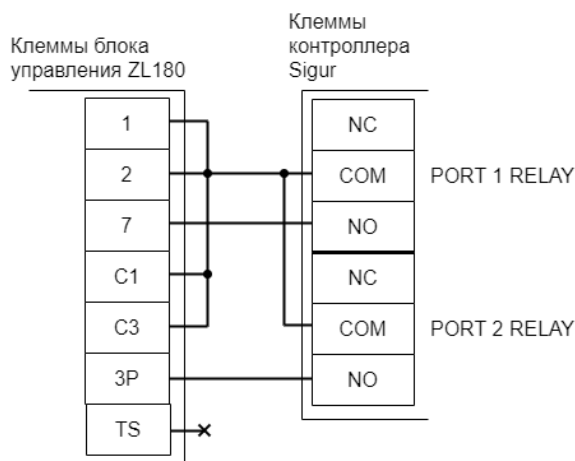 Клеммы блока
управления ZL180
Клеммы
контроллера
Sigur
1
2
7
C1
C3
3P
TS
NC
COM
NO
NC
COM
NO
PORT 1 RELAY
PORT 2 RELAY